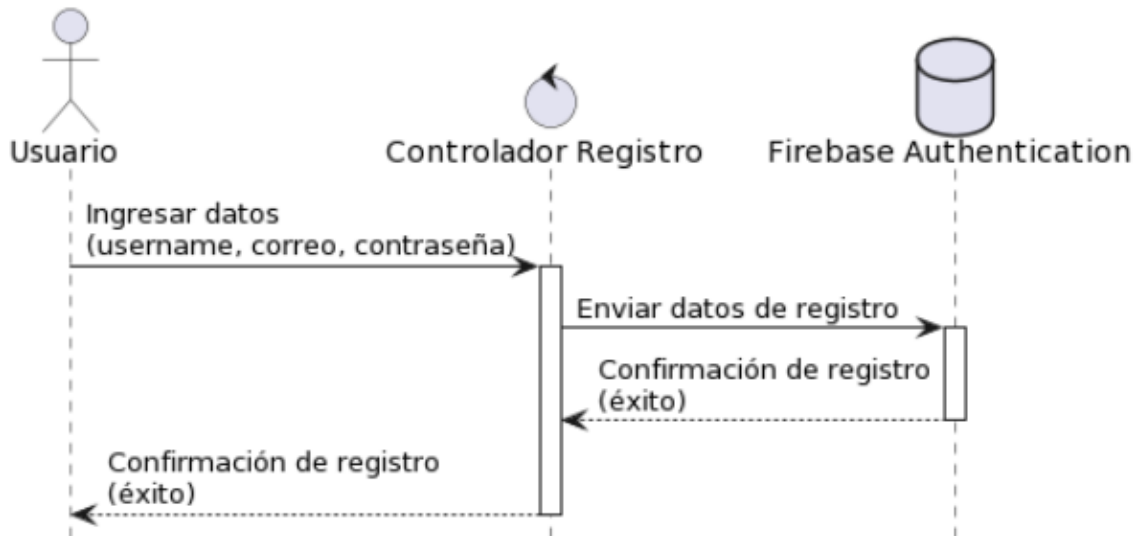 Usuario
Controlador Registro
Firebase Authentication
Ingresar datos
(username, correo, contraseña)
Enviar datos de registro
Confirmación de registro
(éxito)
Confirmación de registro
(éxito)